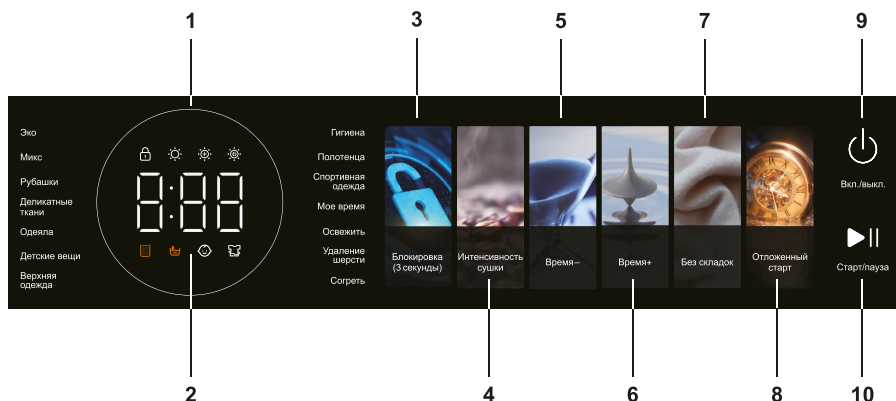 1
3
5
7
9
Эко
Микс
Рубашки
Деликатные
ткани
Одеяла
Детские вещи
Верхняя
одежда
8:88
Гигиена
Полотенца
Спортивная
одежда
Мое время
Освежить
Удаление
шерсти
Согреть
Блокировка
(3 секунды)
Интенсивность
сушки
Время–
Время+
Без складок
Отложенный
старт
Вкл./выкл.
Старт/пауза
2
4
6
8
10